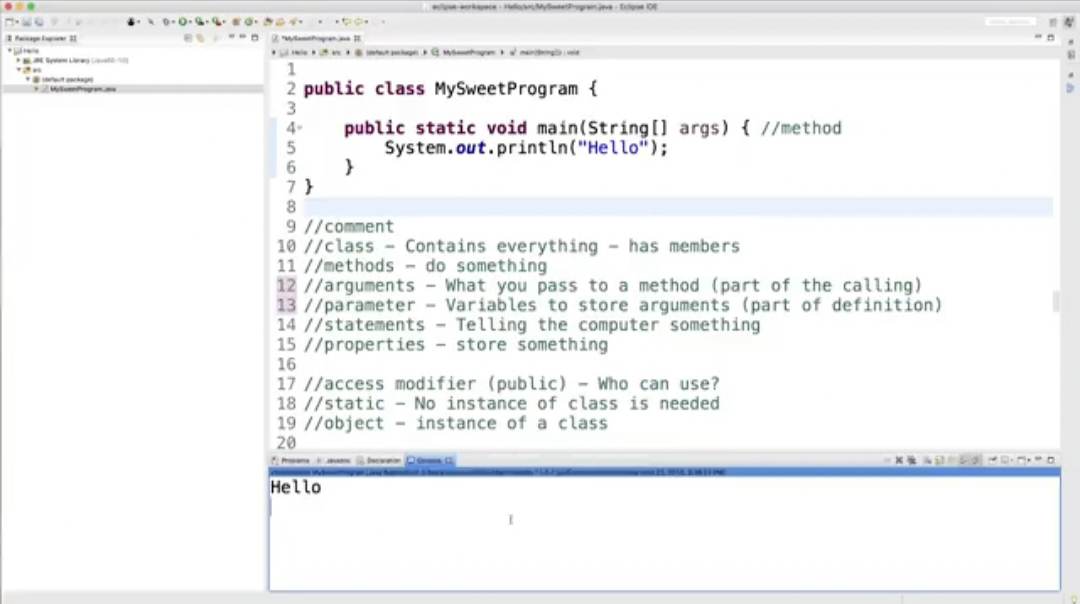 eclipse-workspace - Hello/src/MySweetProgram.java - Eclipse IDE
Package Explorer
Hello
JRE System Library
src
(default package)
MySweetProgram.java
*MySweetProgram.java
Hello src (default package) MySweetProgram main(String[]) : void
1
2 public class MySweetProgram {
3
4 public static void main(String[] args) { //method
5 System.out.println("Hello");
6 }
7 }
8
9 //comment
10 //class – Contains everything – has members
11 //methods – do something
12 //arguments – What you pass to a method (part of the calling)
13 //parameter – Variables to store arguments (part of definition)
14 //statements – Telling the computer something
15 //properties – store something
16
17 //access modifier (public) – Who can use?
18 //static – No instance of class is needed
19 //object – instance of a class
20
Problems Javadoc Declaration Console
Hello